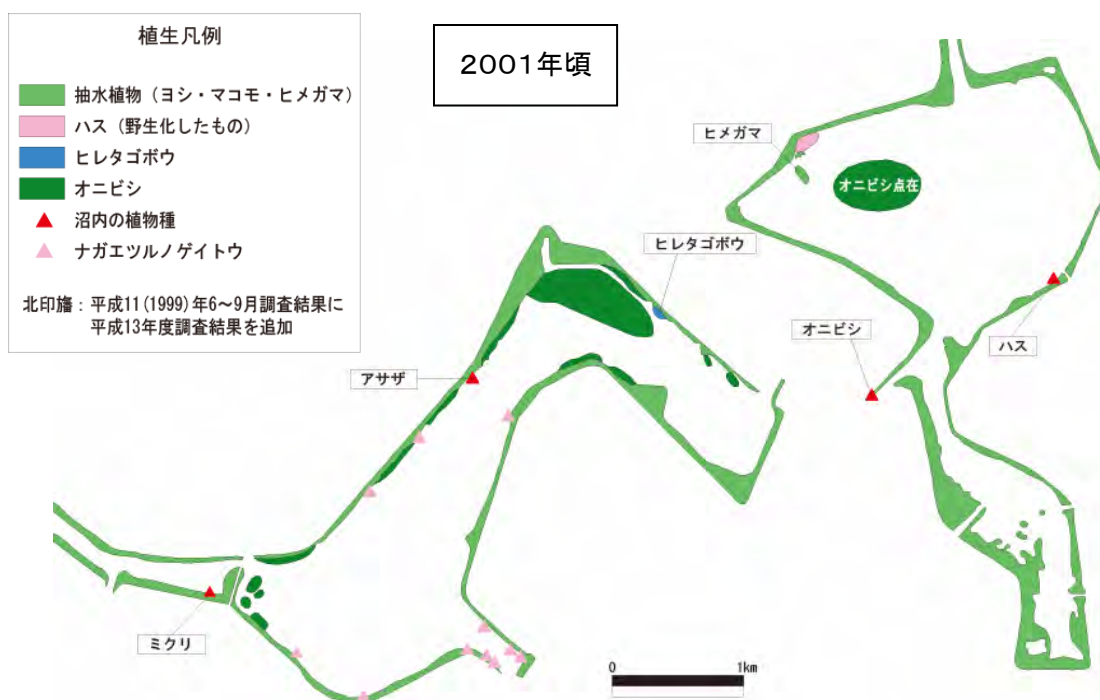 植生凡例
抽水植物(ヨシ・マコモ・ヒメガマ)
ハス(野生化したもの)
ヒレタゴボウ
オニビシ
沼内の植物種
ナガエツルノゲイトウ
北印旛:平成11(1999)年6~9月調査結果に
平成13年度調査結果を追加
2001年頃
ヒメガマ
オニビシ点在
ヒレタゴボウ
オニビシ
ハス
アサザ
ミクリ
0 1km